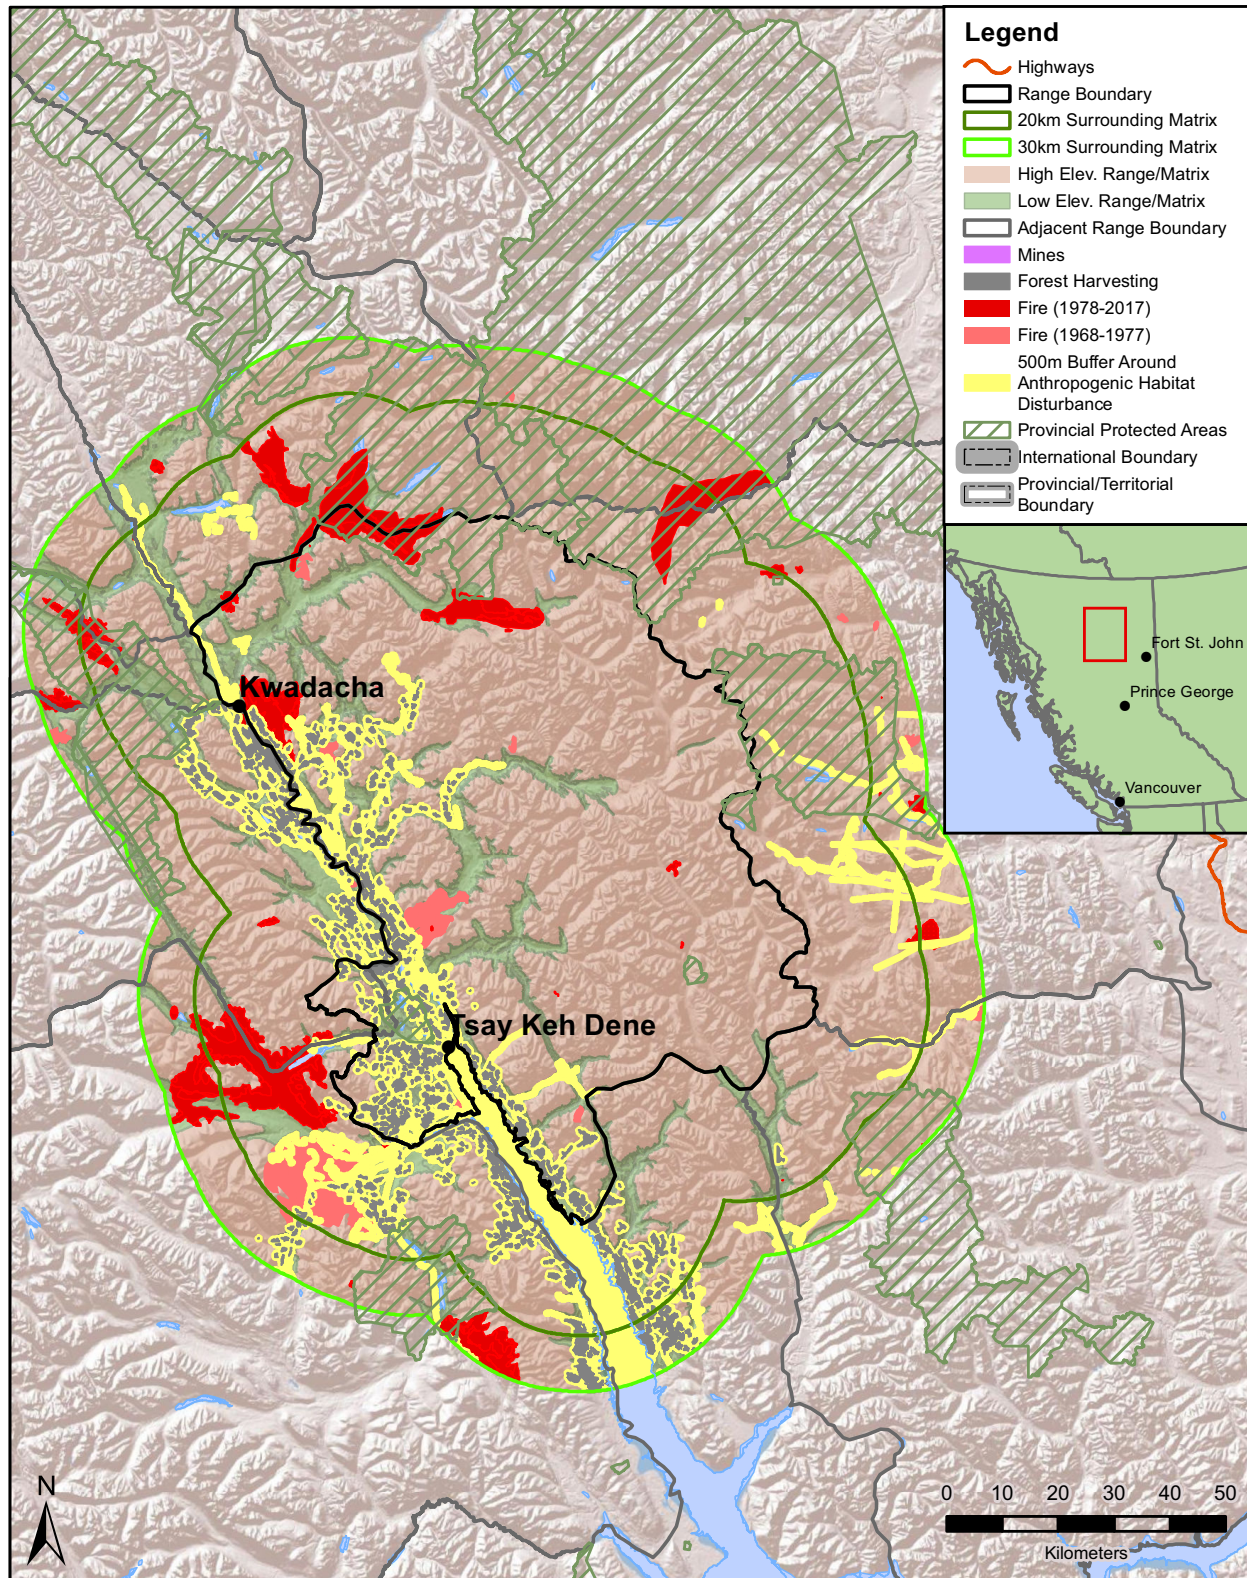 Legend
Highways
Range Boundary
20km Surrounding Matrix
30km Surrounding Matrix
High Elev. Range/Matrix
Low Elev. Range/Matrix
Adjacent Range Boundary
Mines
Forest Harvesting
Fire (1978-2017)
Fire (1968-1977)
500m Buffer Around
Anthropogenic Habitat
Disturbance
Provincial Protected Areas
International Boundary
Provincial/Territorial
Boundary
Fort St. John
Prince George
Vancouver
Kwadacha
Tsay Keh Dene
N
0 10 20 30 40 50
Kilometers